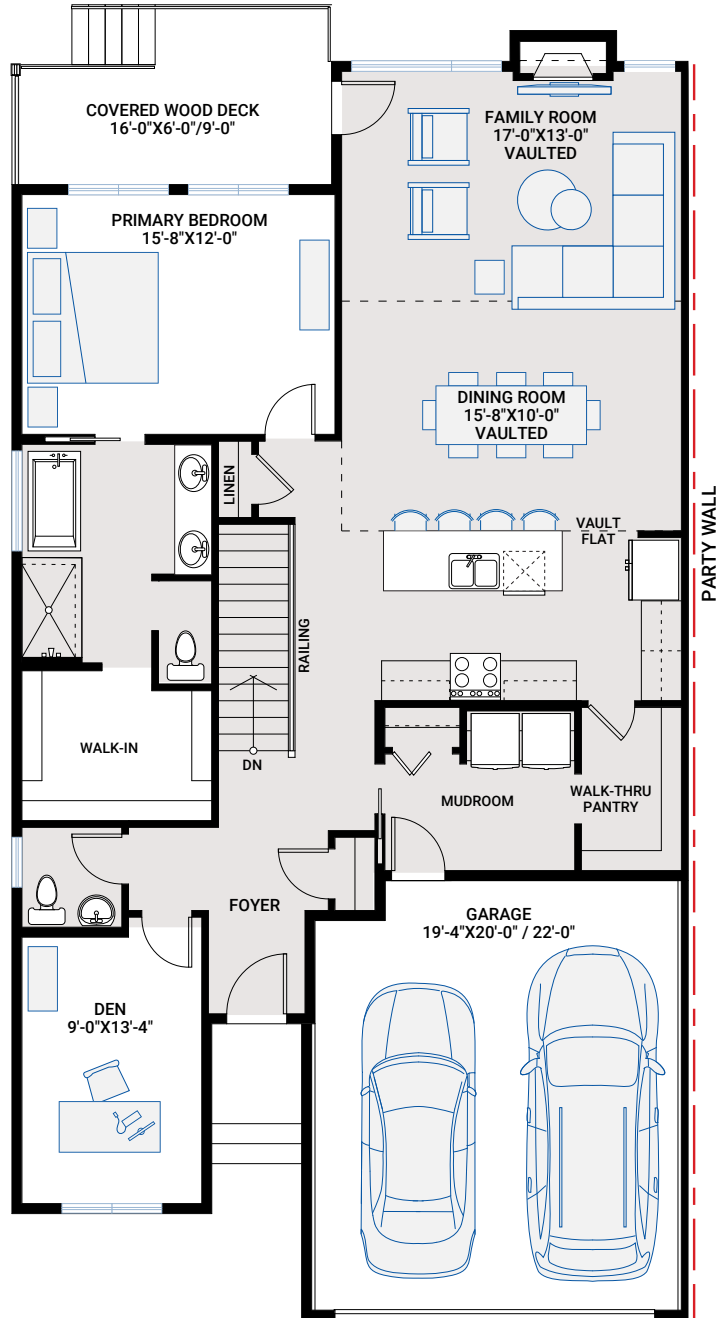 COVERED WOOD DECK
16'-0"X6'-0"/9'-0"
FAMILY ROOM
17'-0"X13'-0"
VAULTED
PRIMARY BEDROOM
15'-8"X12'-0"
DINING ROOM
15'-8"X10'-0"
VAULTED
LINEN
VAULT
FLAT
PARTY WALL
RAILING
WALK-IN
DN
MUDROOM
WALK-THRU
PANTRY
FOYER
GARAGE
19'-4"X20'-0" / 22'-0"
DEN
9'-0"X13'-4"